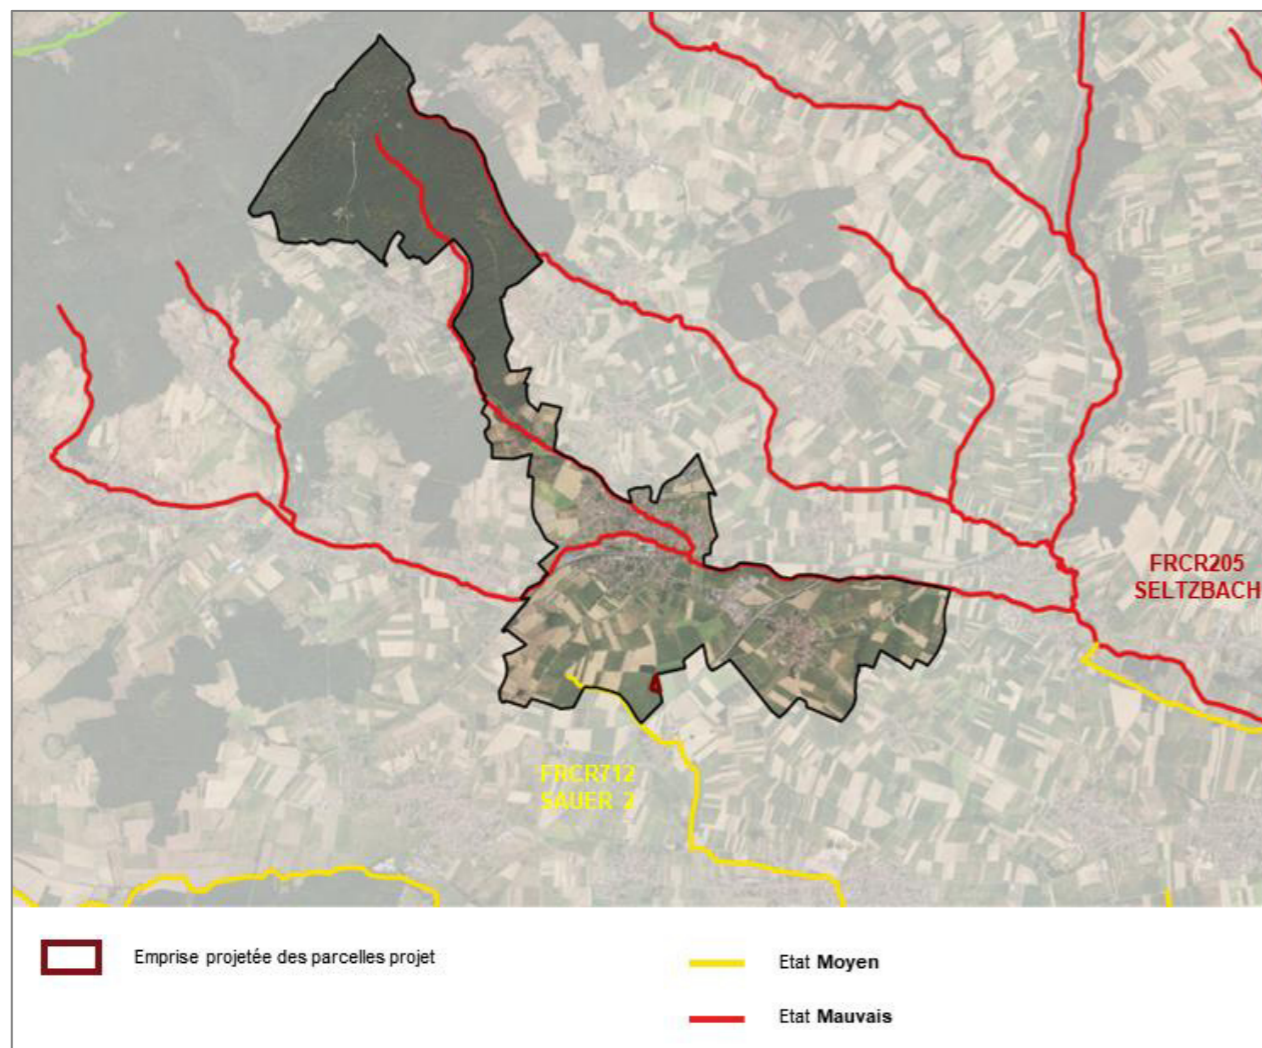 FRCR205
SELTZBACH
FRCR712
SAUER 2
Emprise projetée des parcelles projet
Etat Moyen
Etat Mauvais